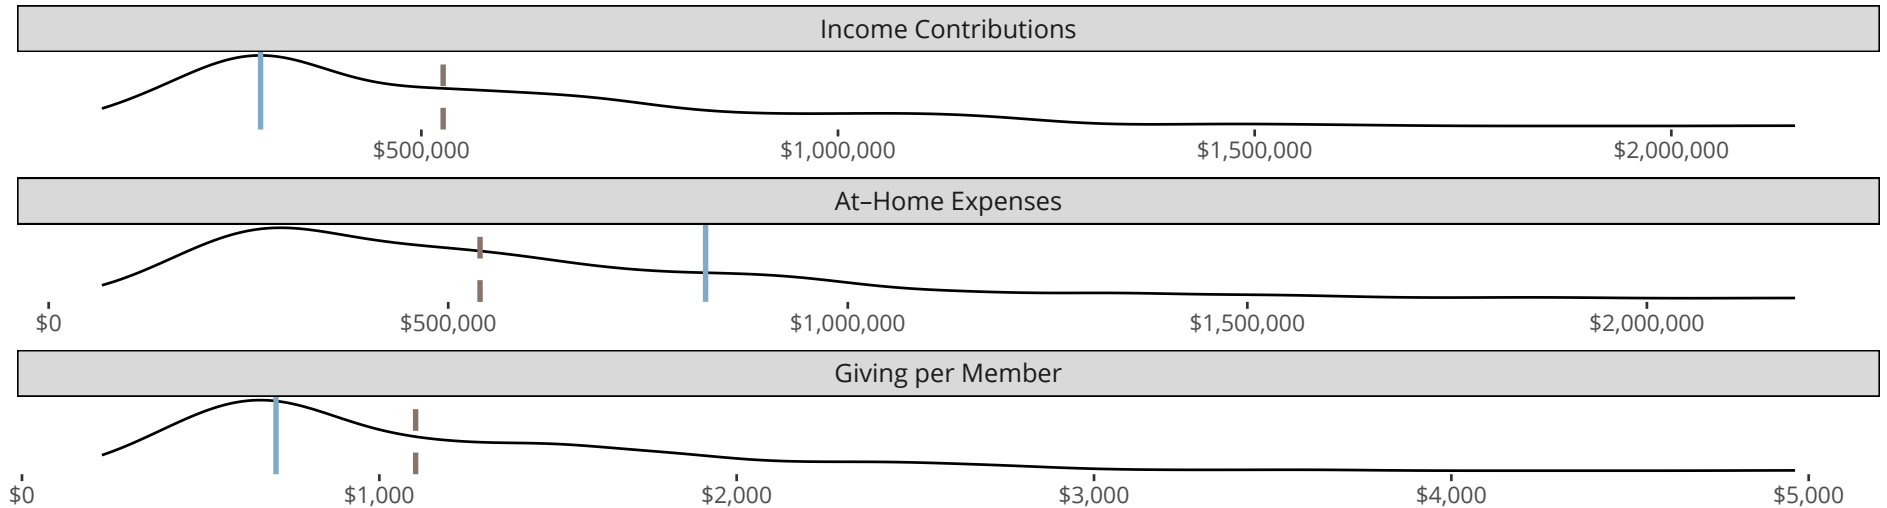 Income Contributions
$500,000 $1,000,000 $1,500,000 $2,000,000
At–Home Expenses
$0 $500,000 $1,000,000 $1,500,000 $2,000,000
Giving per Member
$0 $1,000 $2,000 $3,000 $4,000 $5,000